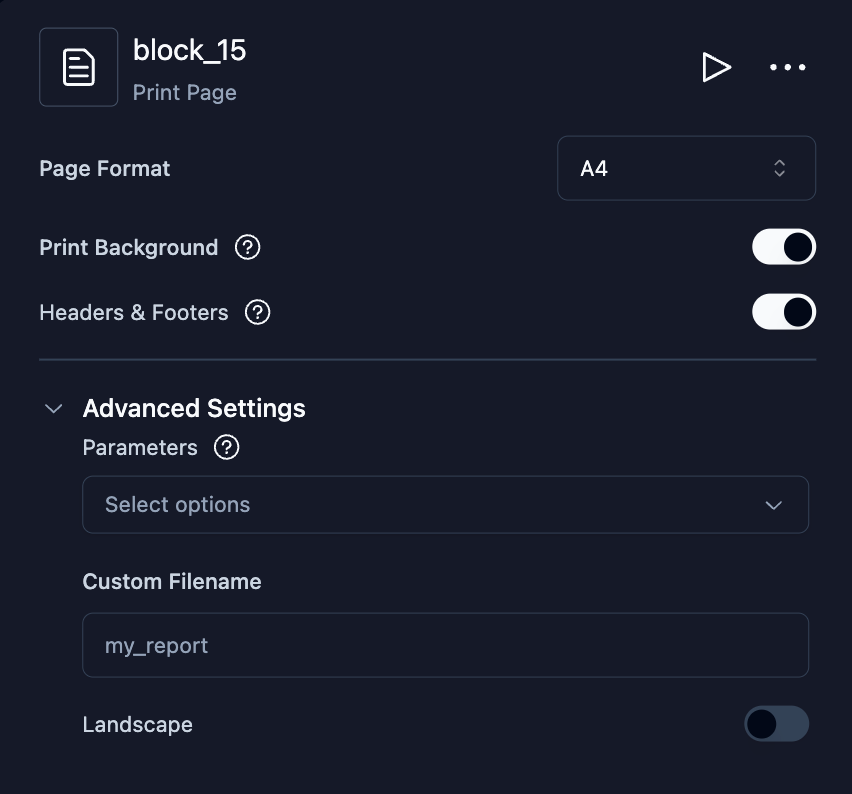 block_15
Print Page
Page Format
A4
Print Background
Headers & Footers
Advanced Settings
Parameters
Select options
Custom Filename
my_report
Landscape